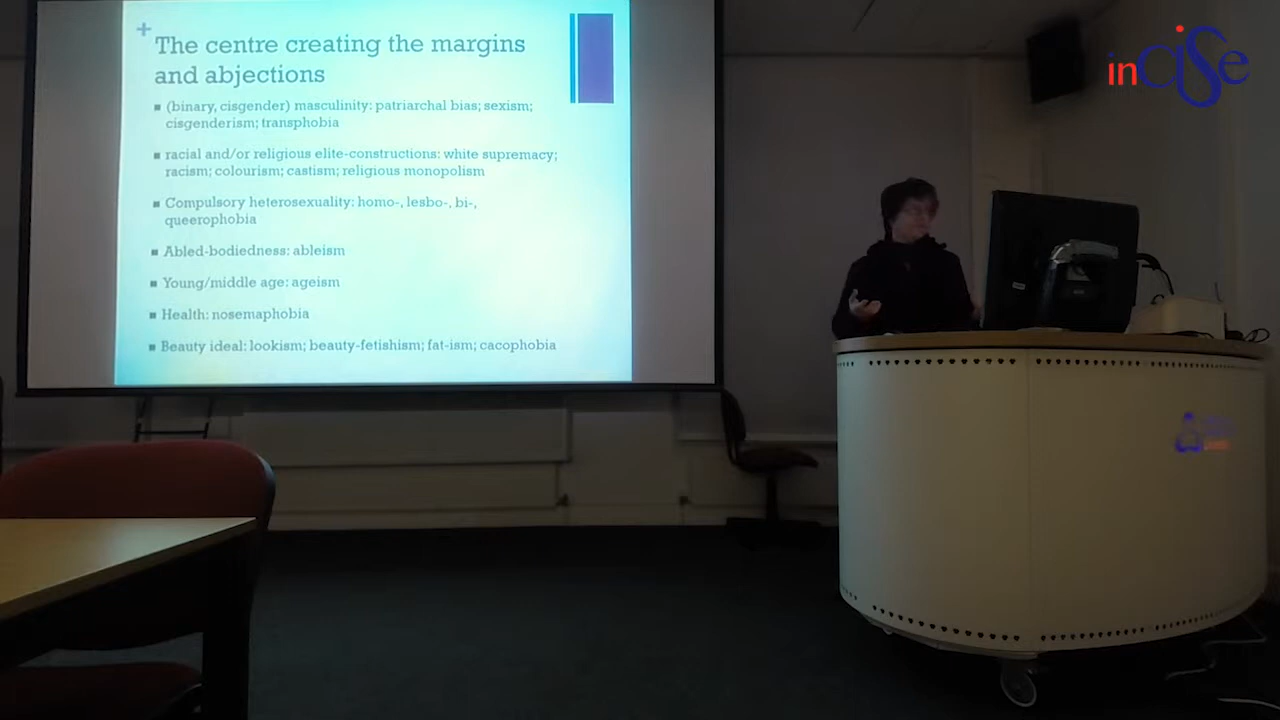 +
The centre creating the margins
and abjections
■ (binary, cisgender) masculinity: patriarchal bias; sexism;
cisgenderism; transphobia
■ racial and/or religious elite-constructions: white supremacy;
racism; colourism; castism; religious monopolism
■ Compulsory heterosexuality: homo-, lesbo-, bi-,
queerophobia
■ Abled-bodiedness: ableism
■ Young/middle age: ageism
■ Health: nosemaphobia
■ Beauty ideal: lookism; beauty-fetishism; fat-ism; cacophobia
inciSe